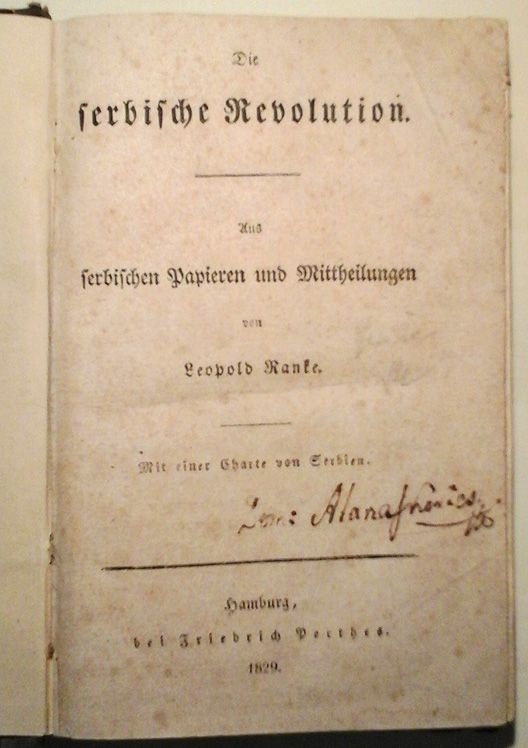 Die
serbische Revolution.
Aus
serbischen Papieren und Mittheilungen
von
Leopold Ranke.
Mit einer Charte von Serbien.
Hamburg,
bei Friedrich Perthes.
1829.